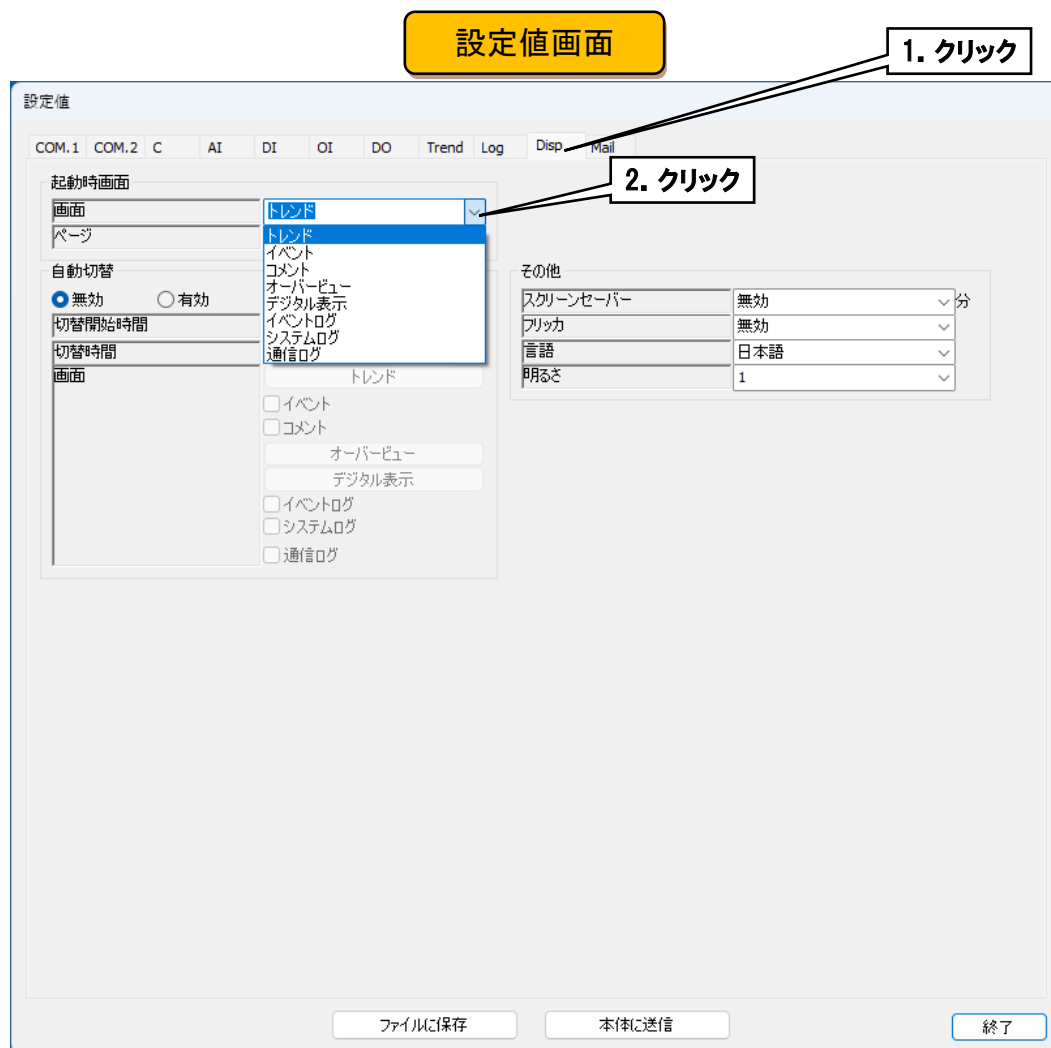 設定値画面
1. クリック
設定値
COM.1 COM.2 C AI DI OI DO Trend Log Disp. Mail
2. クリック
起動時画面
画面 トレンド
ページ
トレンド
イベント
コメント
オーバービュー
デジタル表示
イベントログ
システムログ
通信ログ
自動切替
無効 有効
切替開始時間
切替時間
画面
トレンド
イベント
コメント
オーバービュー
デジタル表示
イベントログ
システムログ
通信ログ
その他
スクリーンセーバー 無効 分
フリッカ 無効
言語 日本語
明るさ 1
ファイルに保存 本体に送信 終了